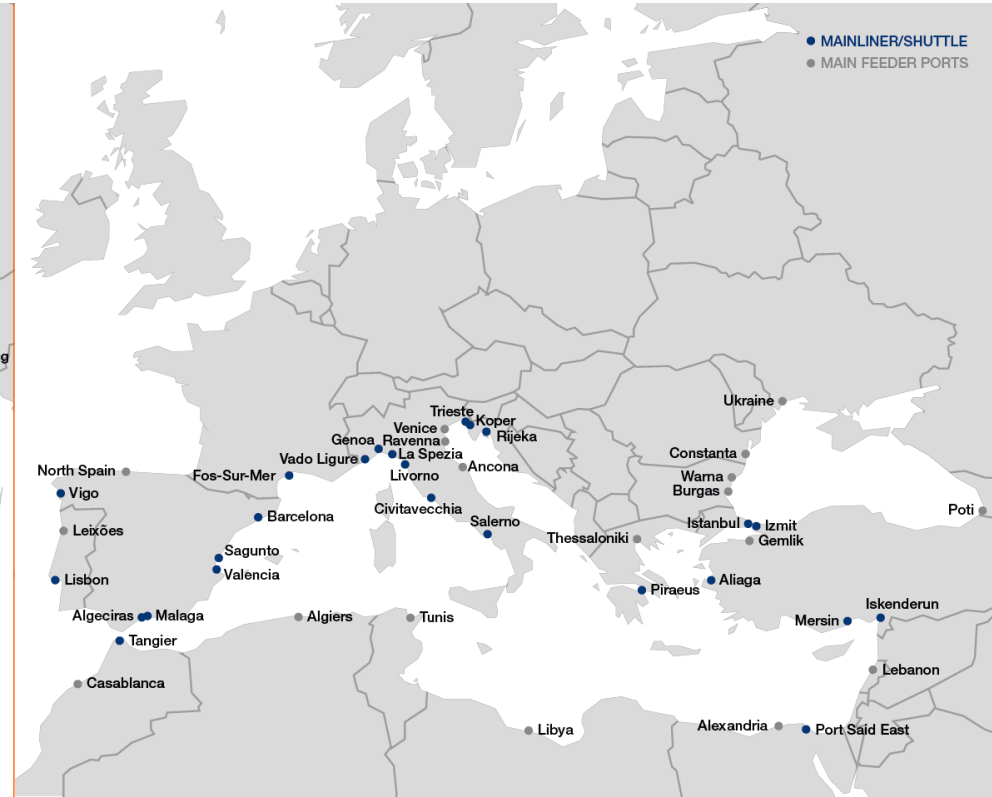 MAINLINER/SHUTTLE
MAIN FEEDER PORTS
g
Ukraine
Trieste
Koper
Venice
Rijeka
Genoa
Ravenna
La Spezia
Vado Ligure
Constanta
North Spain
Fos-Sur-Mer
Livorno
Ancona
Warna
Vigo
Burgas
Civitavecchia
Poti
Barcelona
Salerno
Istanbul
Izmit
Leixões
Thessaloniki
Gemlik
Sagunto
Valencia
Lisbon
Piraeus
Aliaga
Iskenderun
Algeciras
Malaga
Algiers
Tunis
Mersin
Tangier
Lebanon
Casablanca
Alexandria
Libya
Port Said East